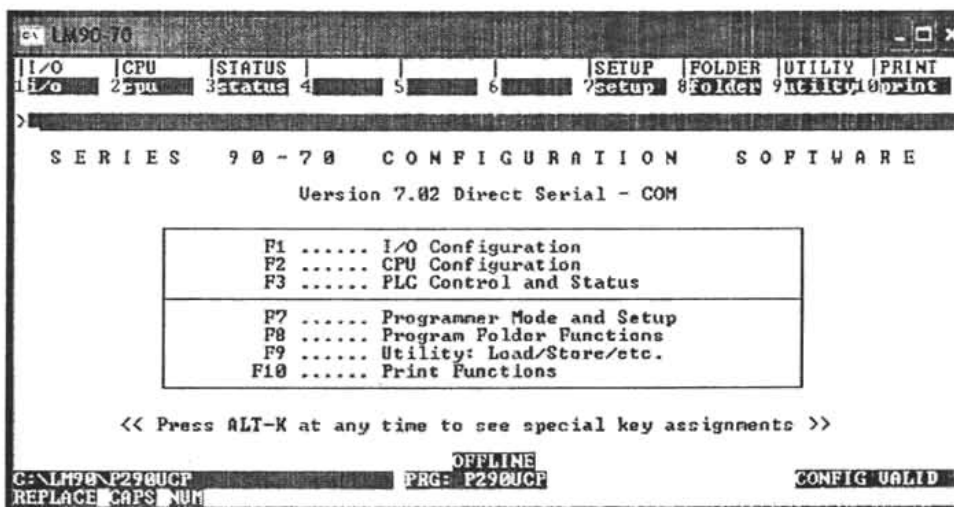 LM90-70
|I/O |CPU |STATUS | | | |SETUP |FOLDER |UTILTY |PRINT
1i/o 2cpu 3status 4 5 6 7setup 8folder 9utilty10print
>
SERIES 90-70 CONFIGURATION SOFTWARE
Version 7.02 Direct Serial - COM
F1 ...... I/O Configuration
F2 ...... CPU Configuration
F3 ...... PLC Control and Status
F7 ...... Programmer Mode and Setup
F8 ...... Program Folder Functions
F9 ...... Utility: Load/Store/etc.
F10 ...... Print Functions
<< Press ALT-K at any time to see special key assignments >>
OFFLINE
C:\LM90\P290UCP PRG: P290UCP CONFIG VALID
REPLACE CAPS NUM